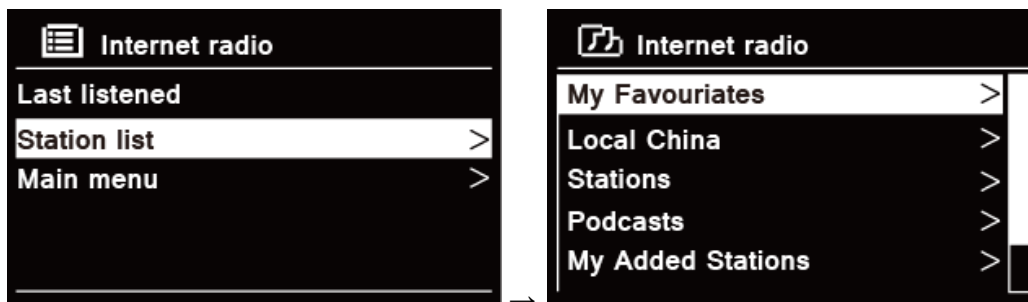 Internet radio
Last listened
Station list >
Main menu >
→
Internet radio
My Favouriates >
Local China >
Stations >
Podcasts >
My Added Stations >